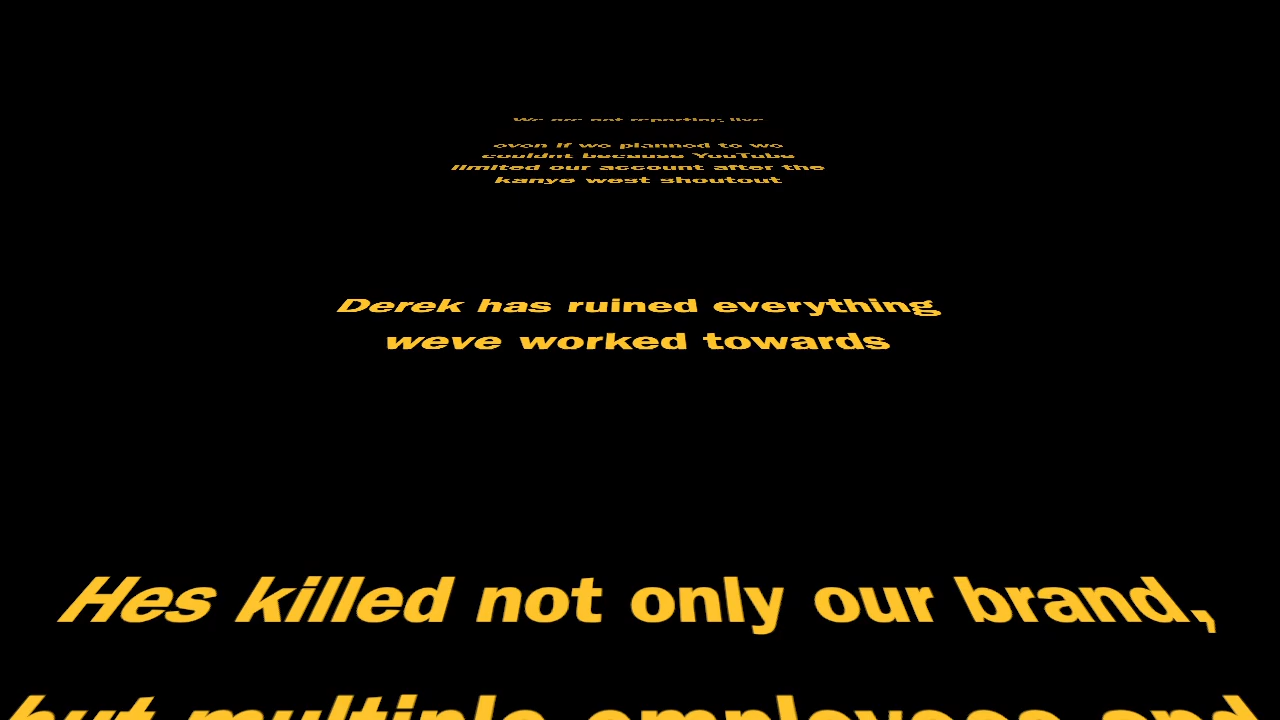 We are not reporting live
even if we planned to we
couldnt because YouTube
limited our account after the
kanye west shoutout
Derek has ruined everything
weve worked towards
Hes killed not only our brand,
but multiple employees and